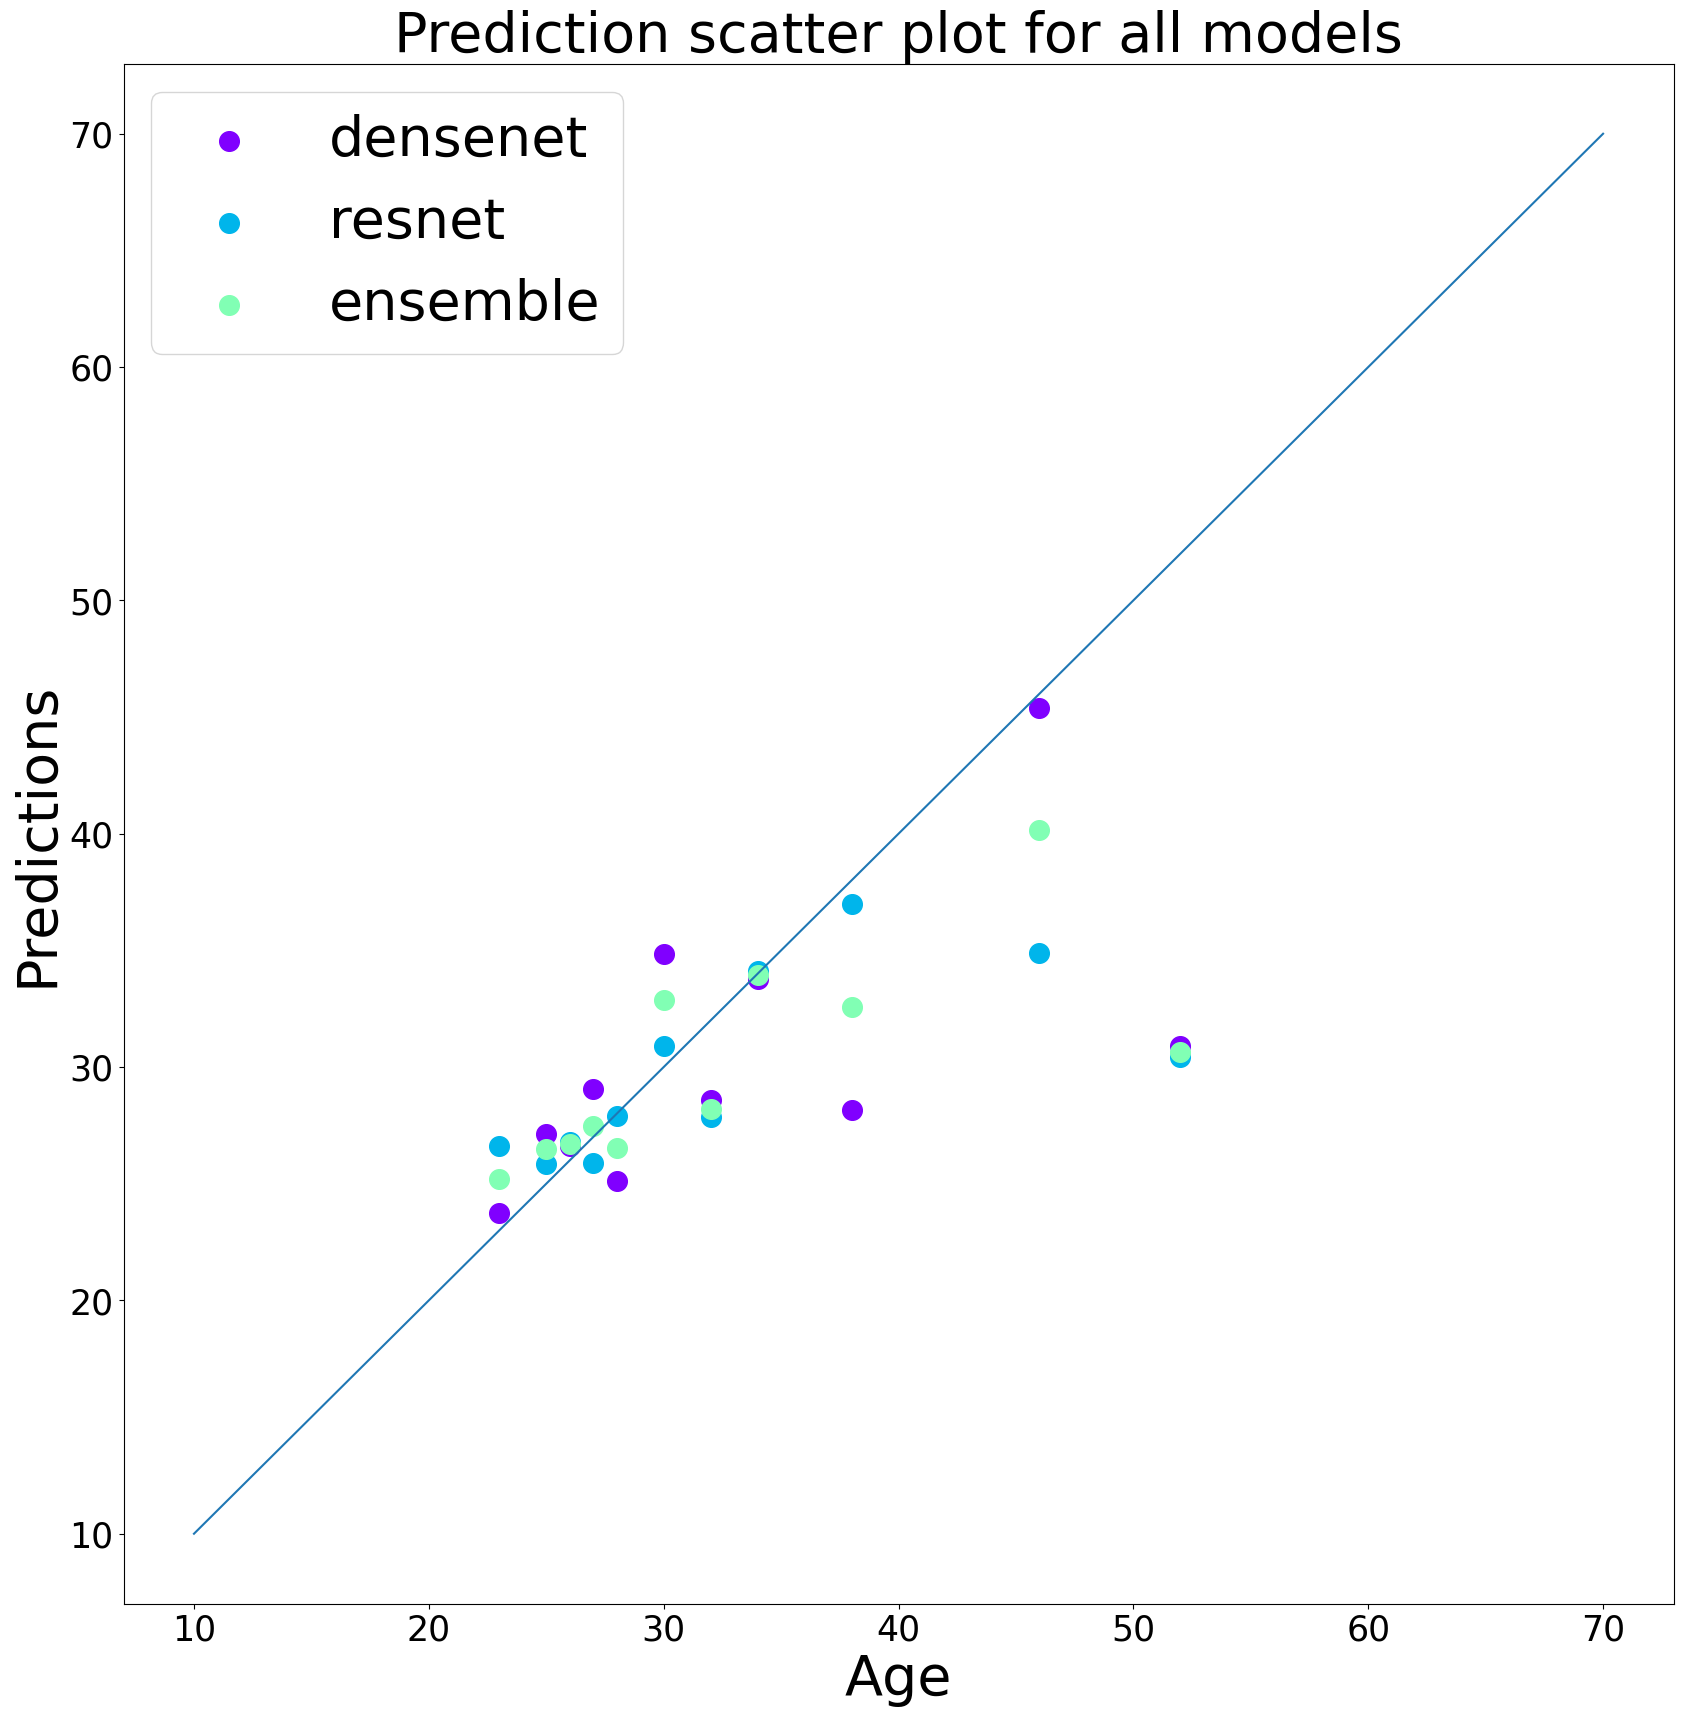 Prediction scatter plot for all models
densenet
resnet
ensemble
70
60
50
40
30
20
10
Predictions
10 20 30 40 50 60 70
Age